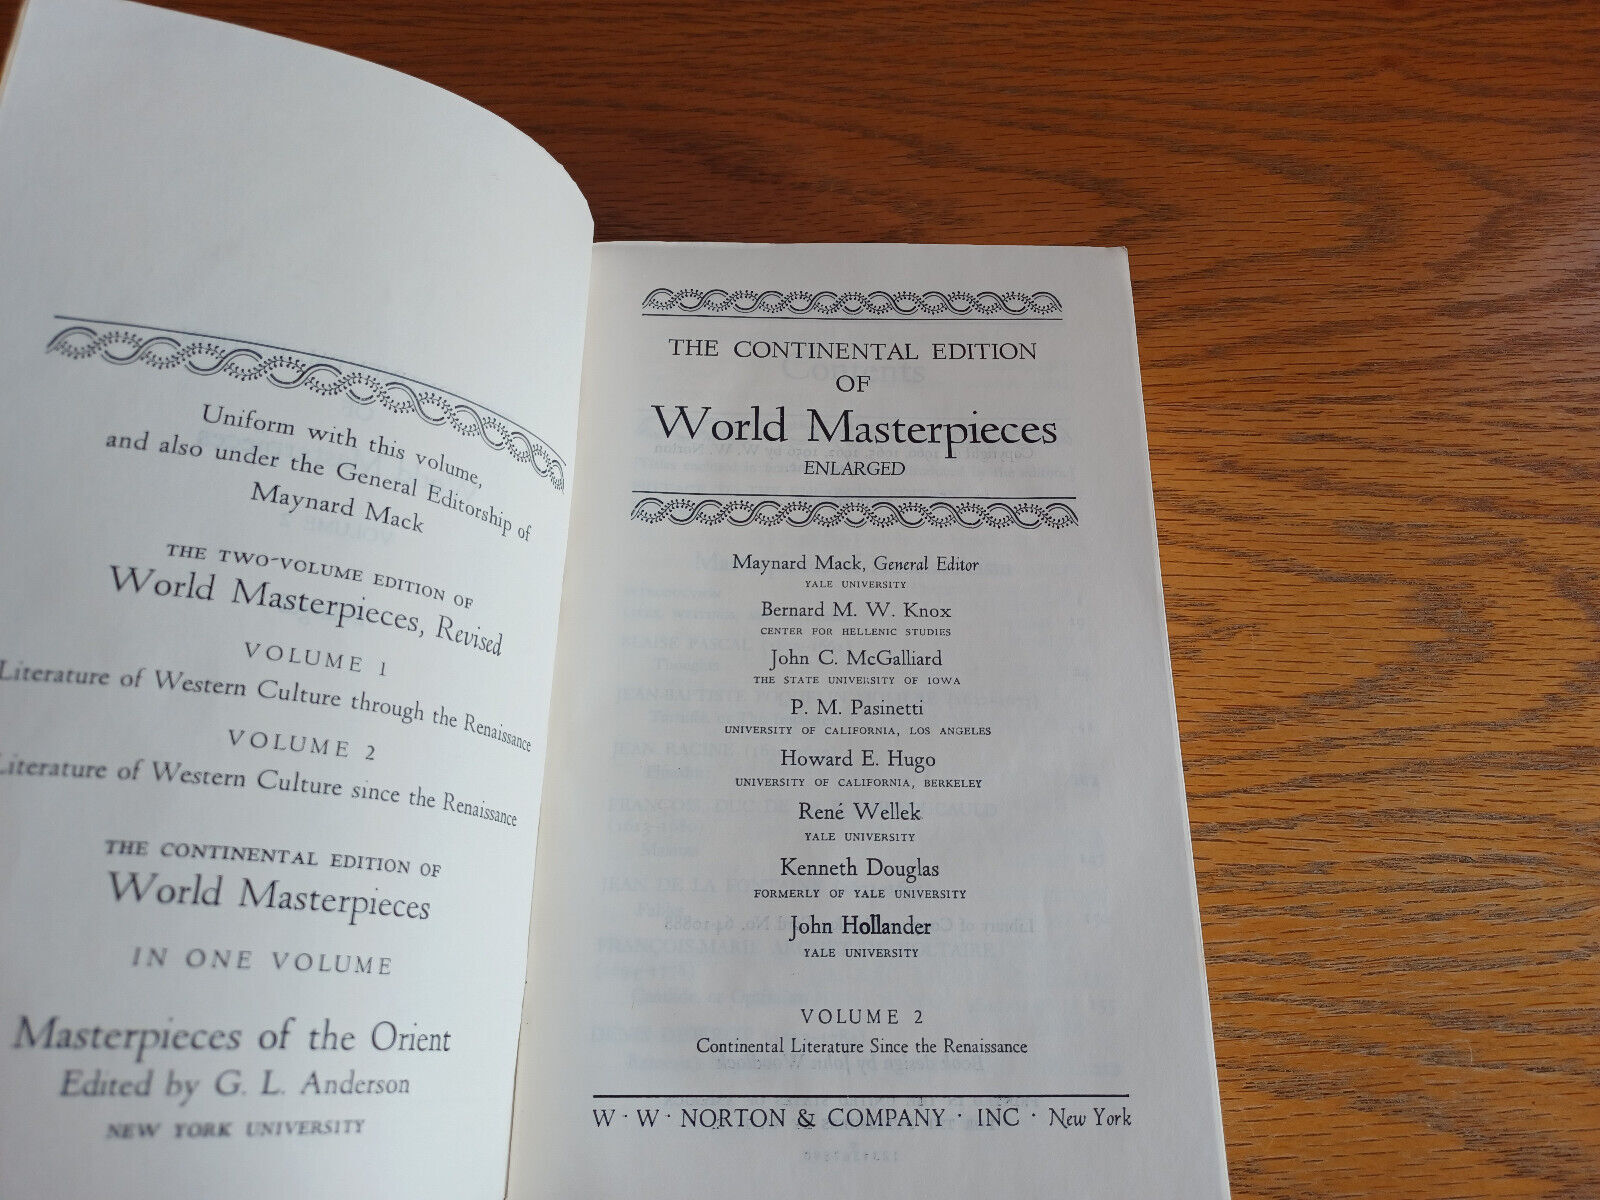 Uniform with this volume,
and also under the General Editorship of
Maynard Mack
THE TWO-VOLUME EDITION OF
World Masterpieces, Revised
VOLUME 1
Literature of Western Culture through the Renaissance
VOLUME 2
Literature of Western Culture since the Renaissance
THE CONTINENTAL EDITION OF
World Masterpieces
IN ONE VOLUME
Masterpieces of the Orient
Edited by G. L. Anderson
NEW YORK UNIVERSITY
THE CONTINENTAL EDITION
OF
World Masterpieces
ENLARGED
Maynard Mack, General Editor
YALE UNIVERSITY
Bernard M. W. Knox
CENTER FOR HELLENIC STUDIES
John C. McGalliard
THE STATE UNIVERSITY OF IOWA
P. M. Pasinetti
UNIVERSITY OF CALIFORNIA, LOS ANGELES
Howard E. Hugo
UNIVERSITY OF CALIFORNIA, BERKELEY
René Wellek
YALE UNIVERSITY
Kenneth Douglas
FORMERLY OF YALE UNIVERSITY
John Hollander
YALE UNIVERSITY
VOLUME 2
Continental Literature Since the Renaissance
W · W · NORTON & COMPANY · INC · New York